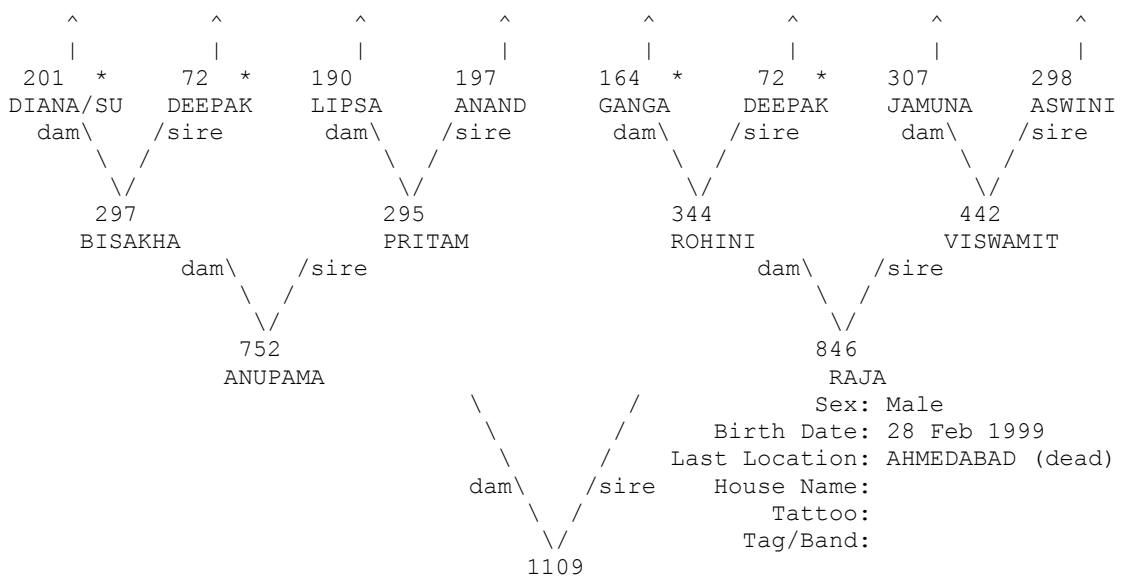 ^ ^ ^ ^ ^ ^ ^ ^
| | | | | | | |
201 * 72 * 190 197 164 * 72 * 307 298
DIANA/SU DEEPAK LIPSA ANAND GANGA DEEPAK JAMUNA ASWINI
dam\ /sire dam\ /sire dam\ /sire dam\ /sire
\ / \ / \ / \ /
\/ \/ \/ \/
297 295 344 442
BISAKHA PRITAM ROHINI VISWAMIT
dam\ /sire dam\ /sire
\ / \ /
\/ \/
752 846
ANUPAMA RAJA
\ / Sex: Male
\ / Birth Date: 28 Feb 1999
\ / Last Location: AHMEDABAD (dead)
dam\ /sire House Name:
\ / Tattoo:
\/ Tag/Band:
1109